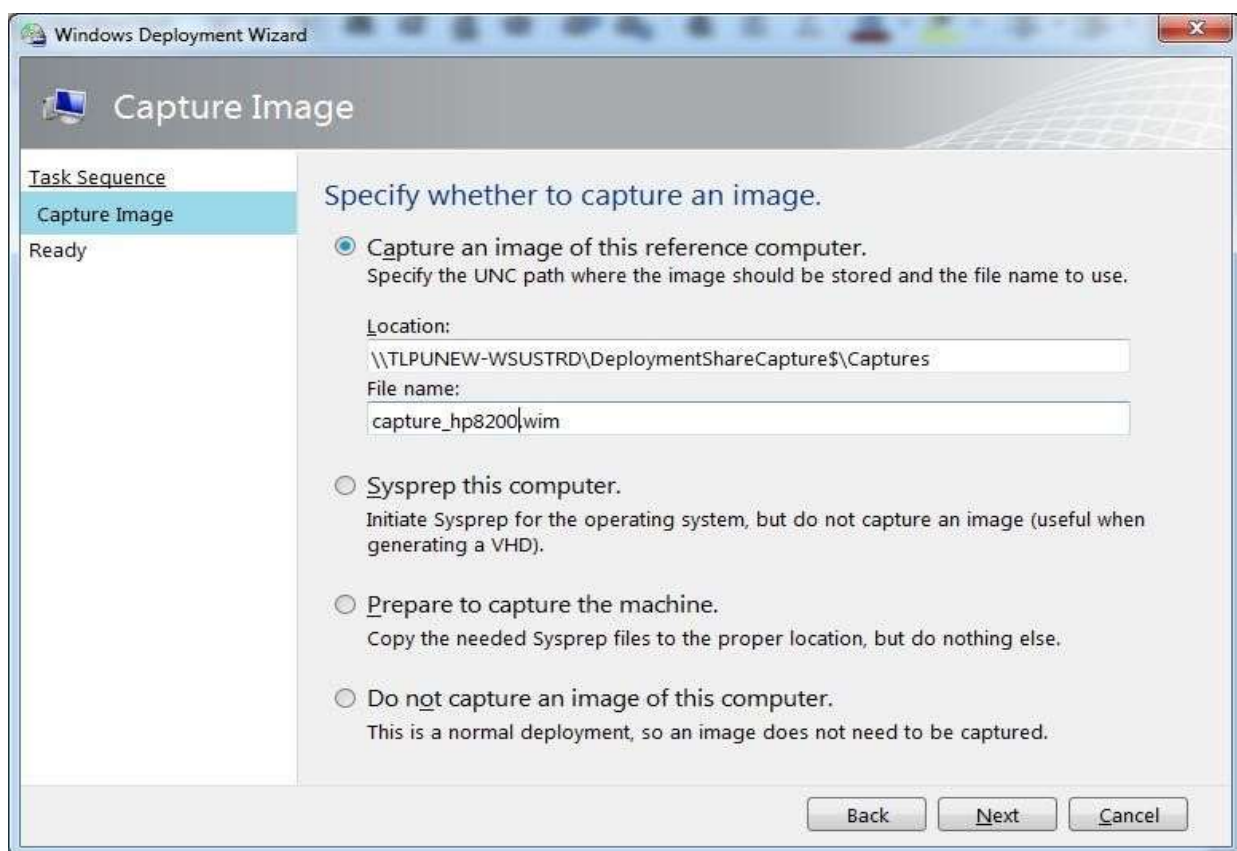 Windows Deployment Wizard
Capture Image
Task Sequence
Capture Image
Ready
Specify whether to capture an image.
Capture an image of this reference computer.
Specify the UNC path where the image should be stored and the file name to use.
Location:
\\TLPUNEW-WSUSTRD\DeploymentShareCapture$\Captures
File name:
capture_hp8200.wim
Sysprep this computer.
Initiate Sysprep for the operating system, but do not capture an image (useful when
generating a VHD).
Prepare to capture the machine.
Copy the needed Sysprep files to the proper location, but do nothing else.
Do not capture an image of this computer.
This is a normal deployment, so an image does not need to be captured.
Back
Next
Cancel